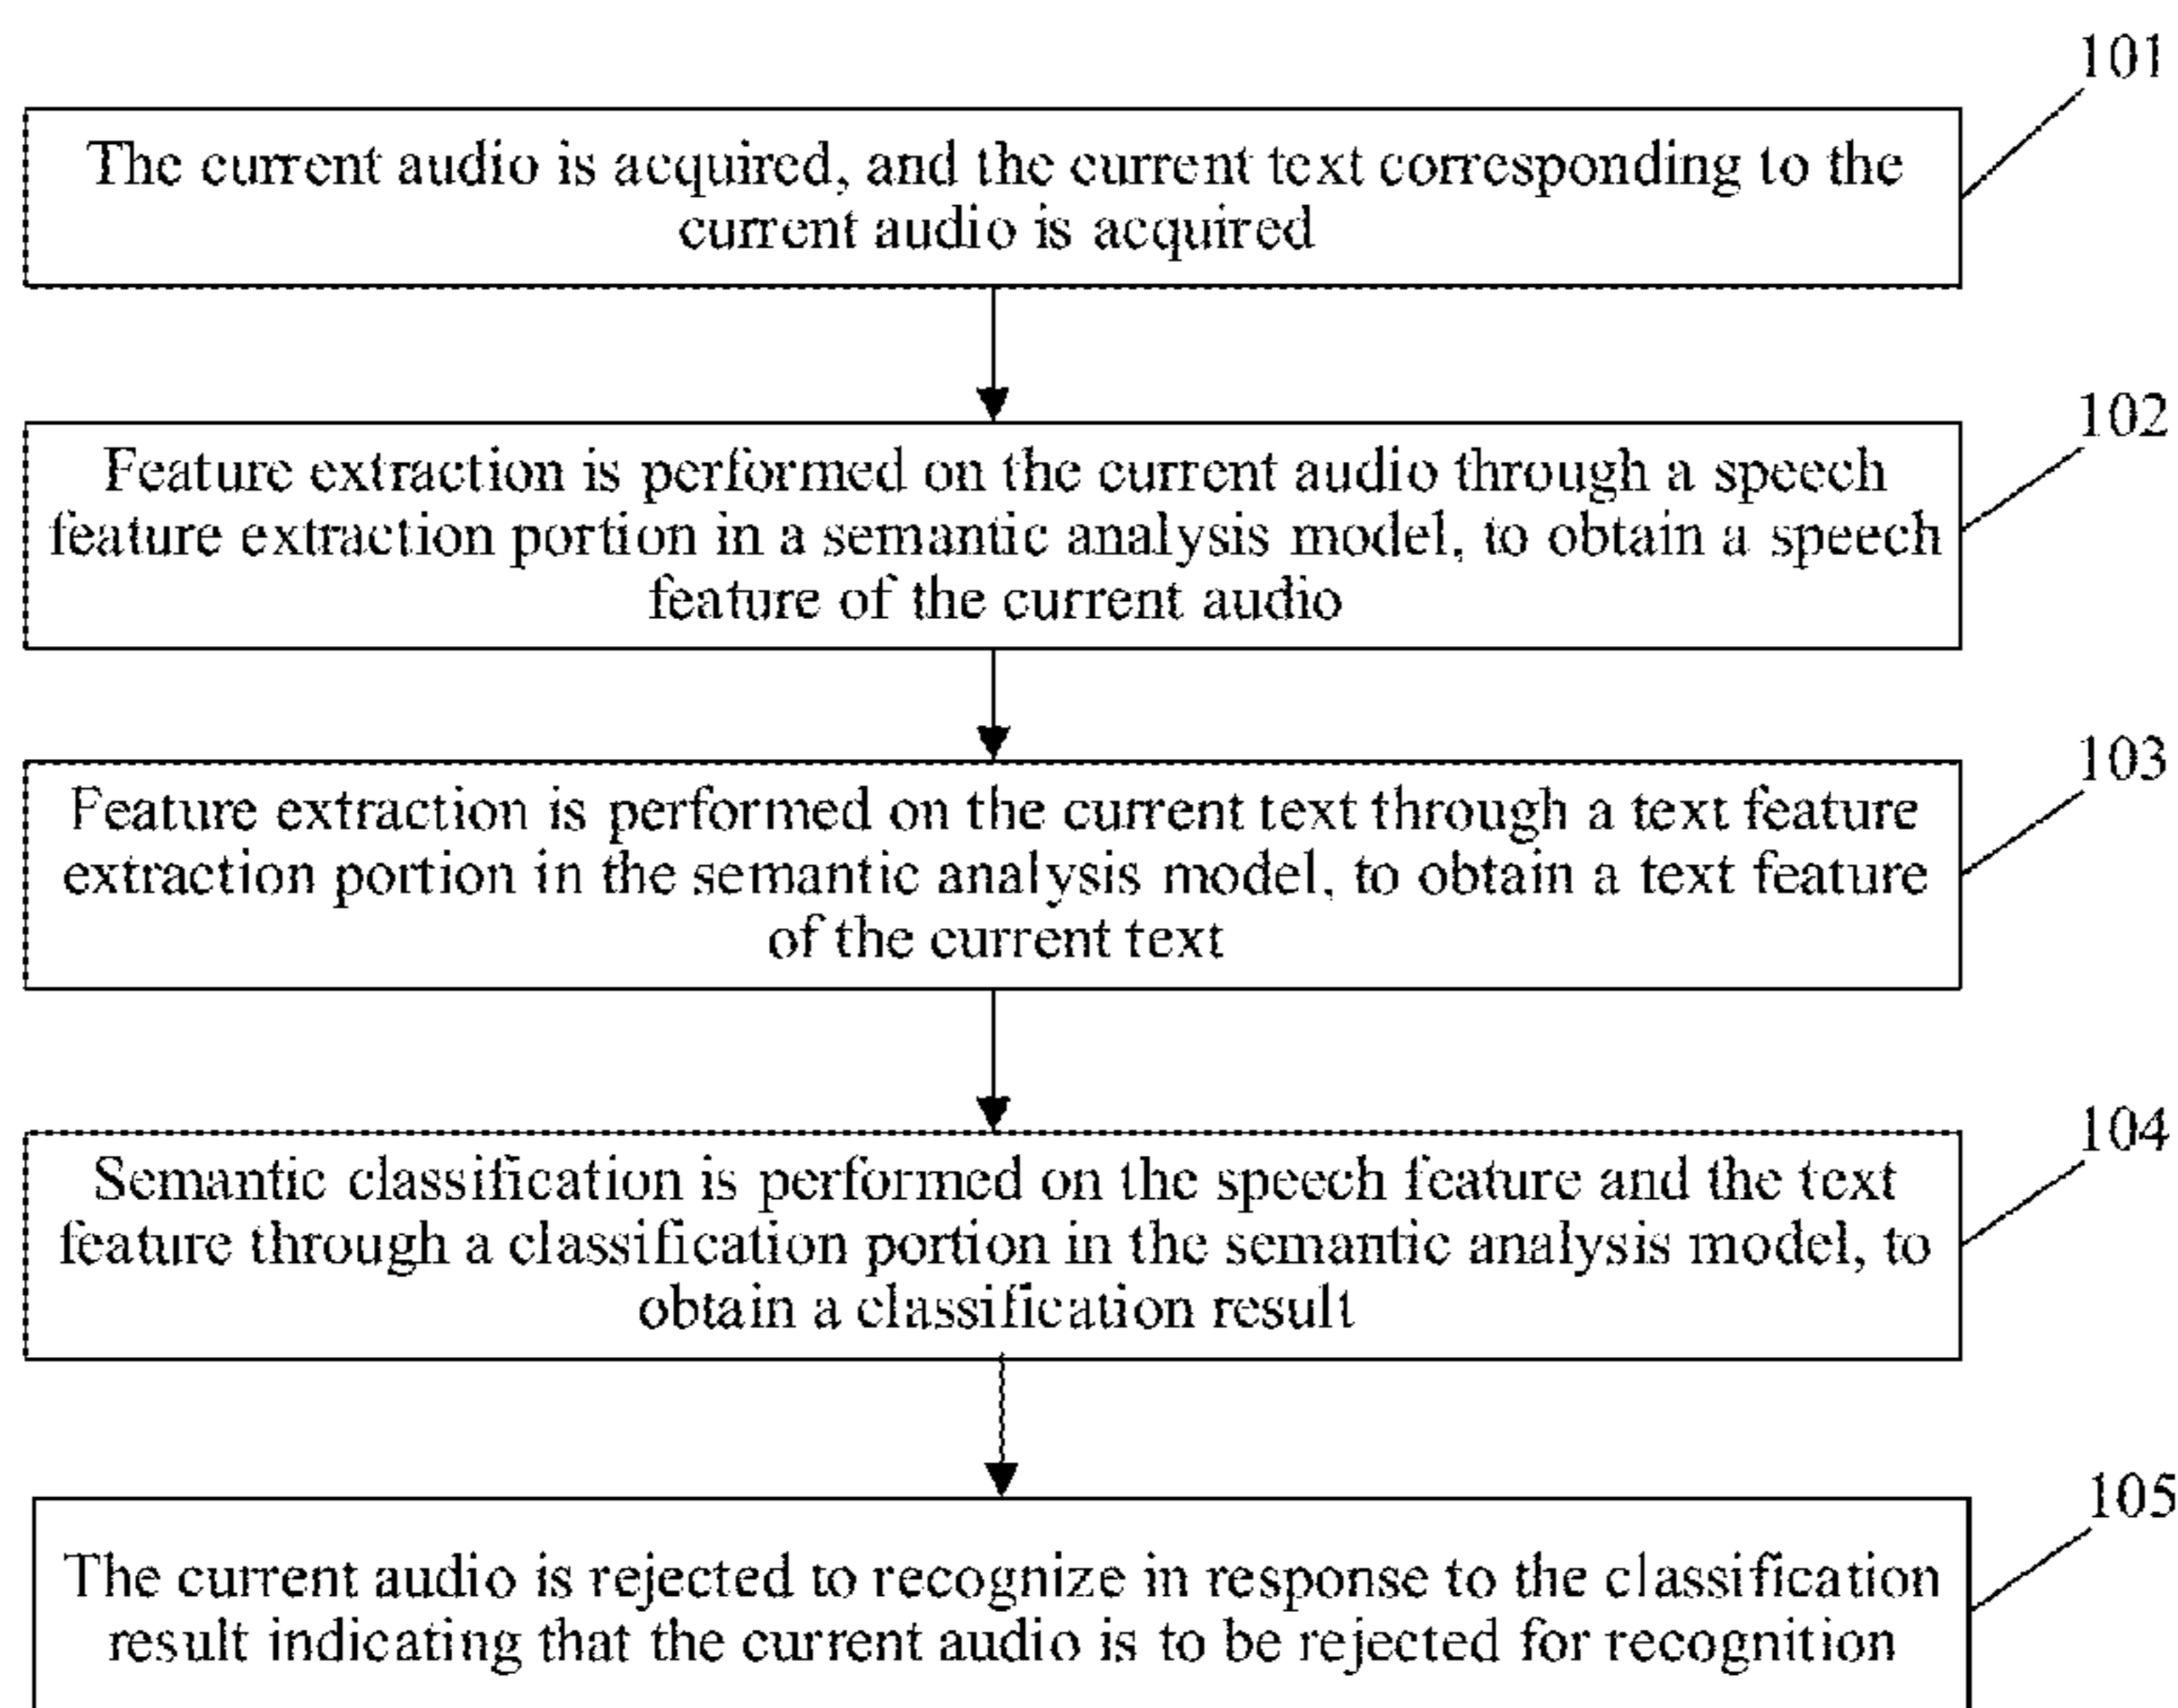 101
The current audio is acquired, and the current text corresponding to the
current audio is acquired
102
Feature extraction is performed on the current audio through a speech
feature extraction portion in a semantic analysis model, to obtain a speech
feature of the current audio
103
Feature extraction is performed on the current text through a text feature
extraction portion in the semantic analysis model, to obtain a text feature
of the current text
104
Semantic classification is performed on the speech feature and the text
feature through a classification portion in the semantic analysis model, to
obtain a classification result
105
The current audio is rejected to recognize in response to the classification
result indicating that the current audio is to be rejected for recognition